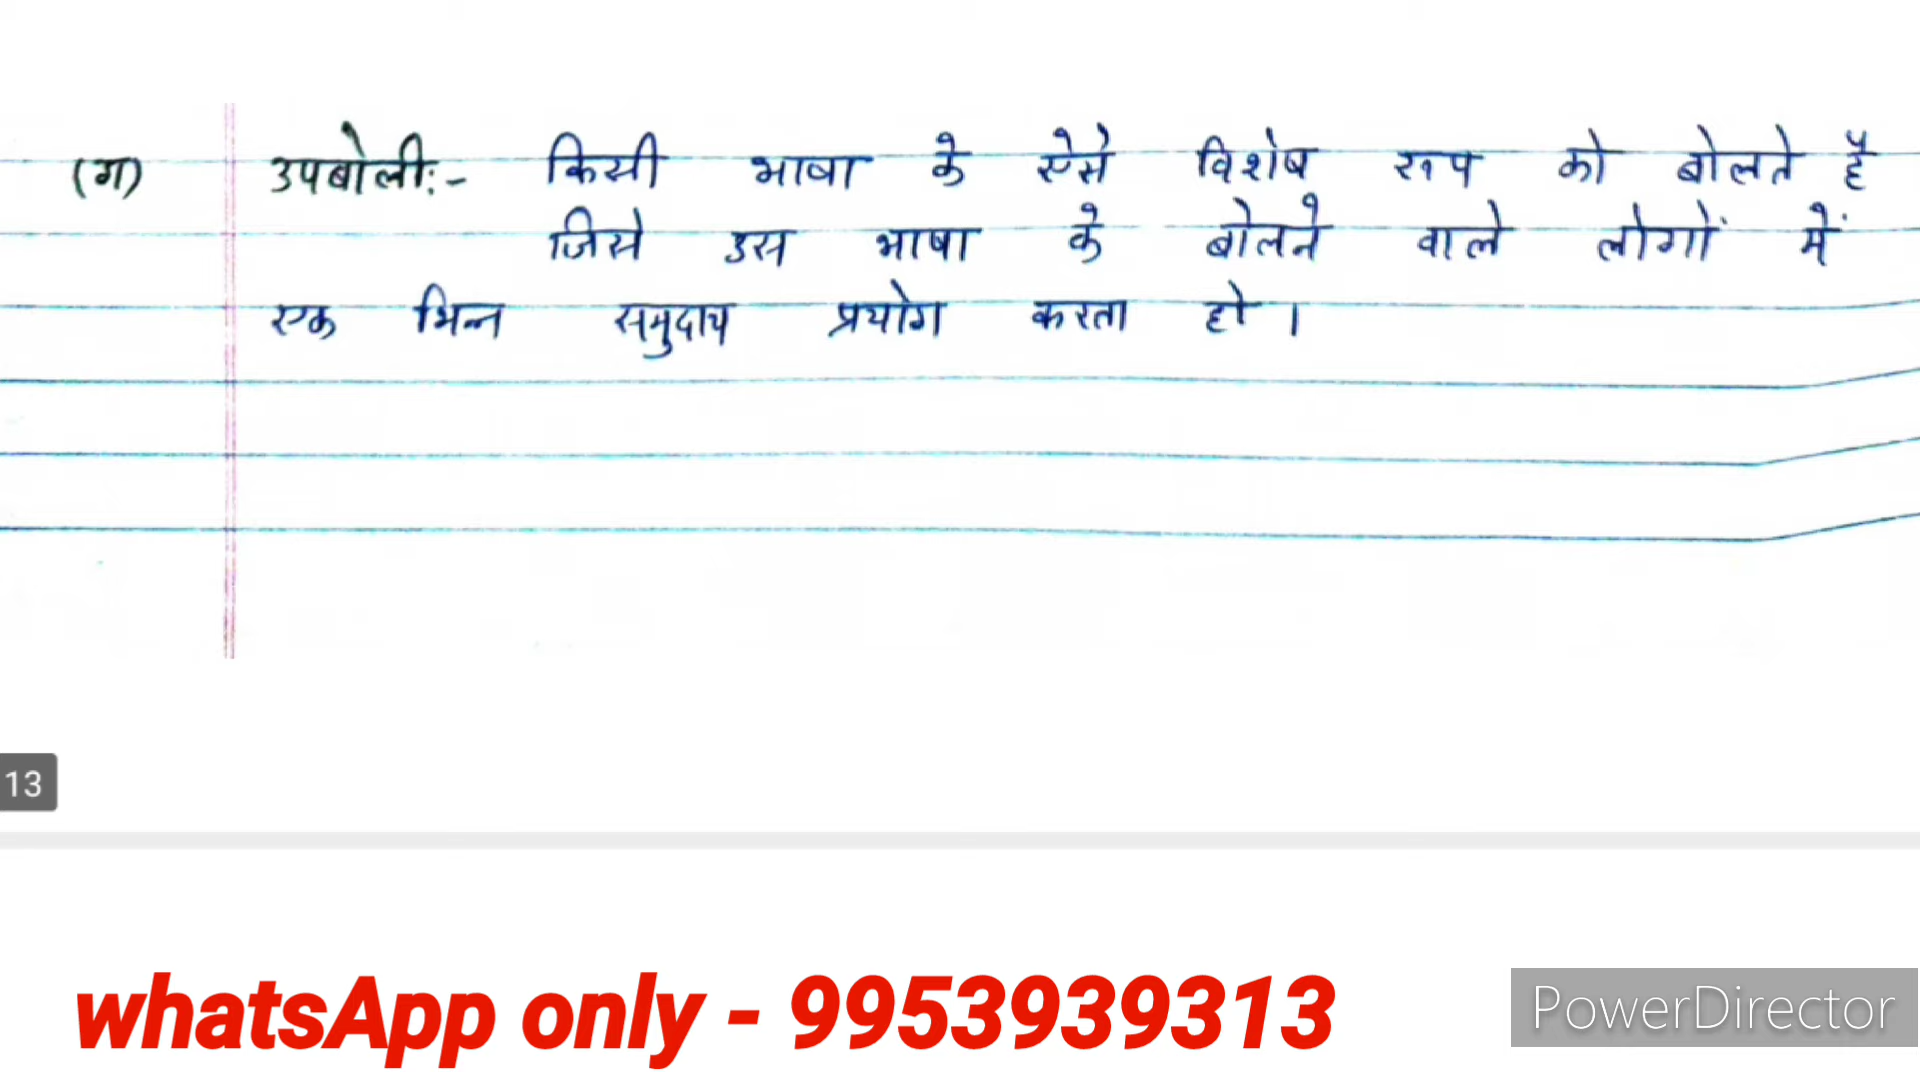 (ग) उपबोली:- किसी भाषा के ऐसे विशेष रूप को बोलते है
जिसे उस भाषा के बोलने वाले लोगों में
एक भिन्न समुदाय प्रयोग करता हो।
13
whatsApp only - 9953939313
PowerDirector